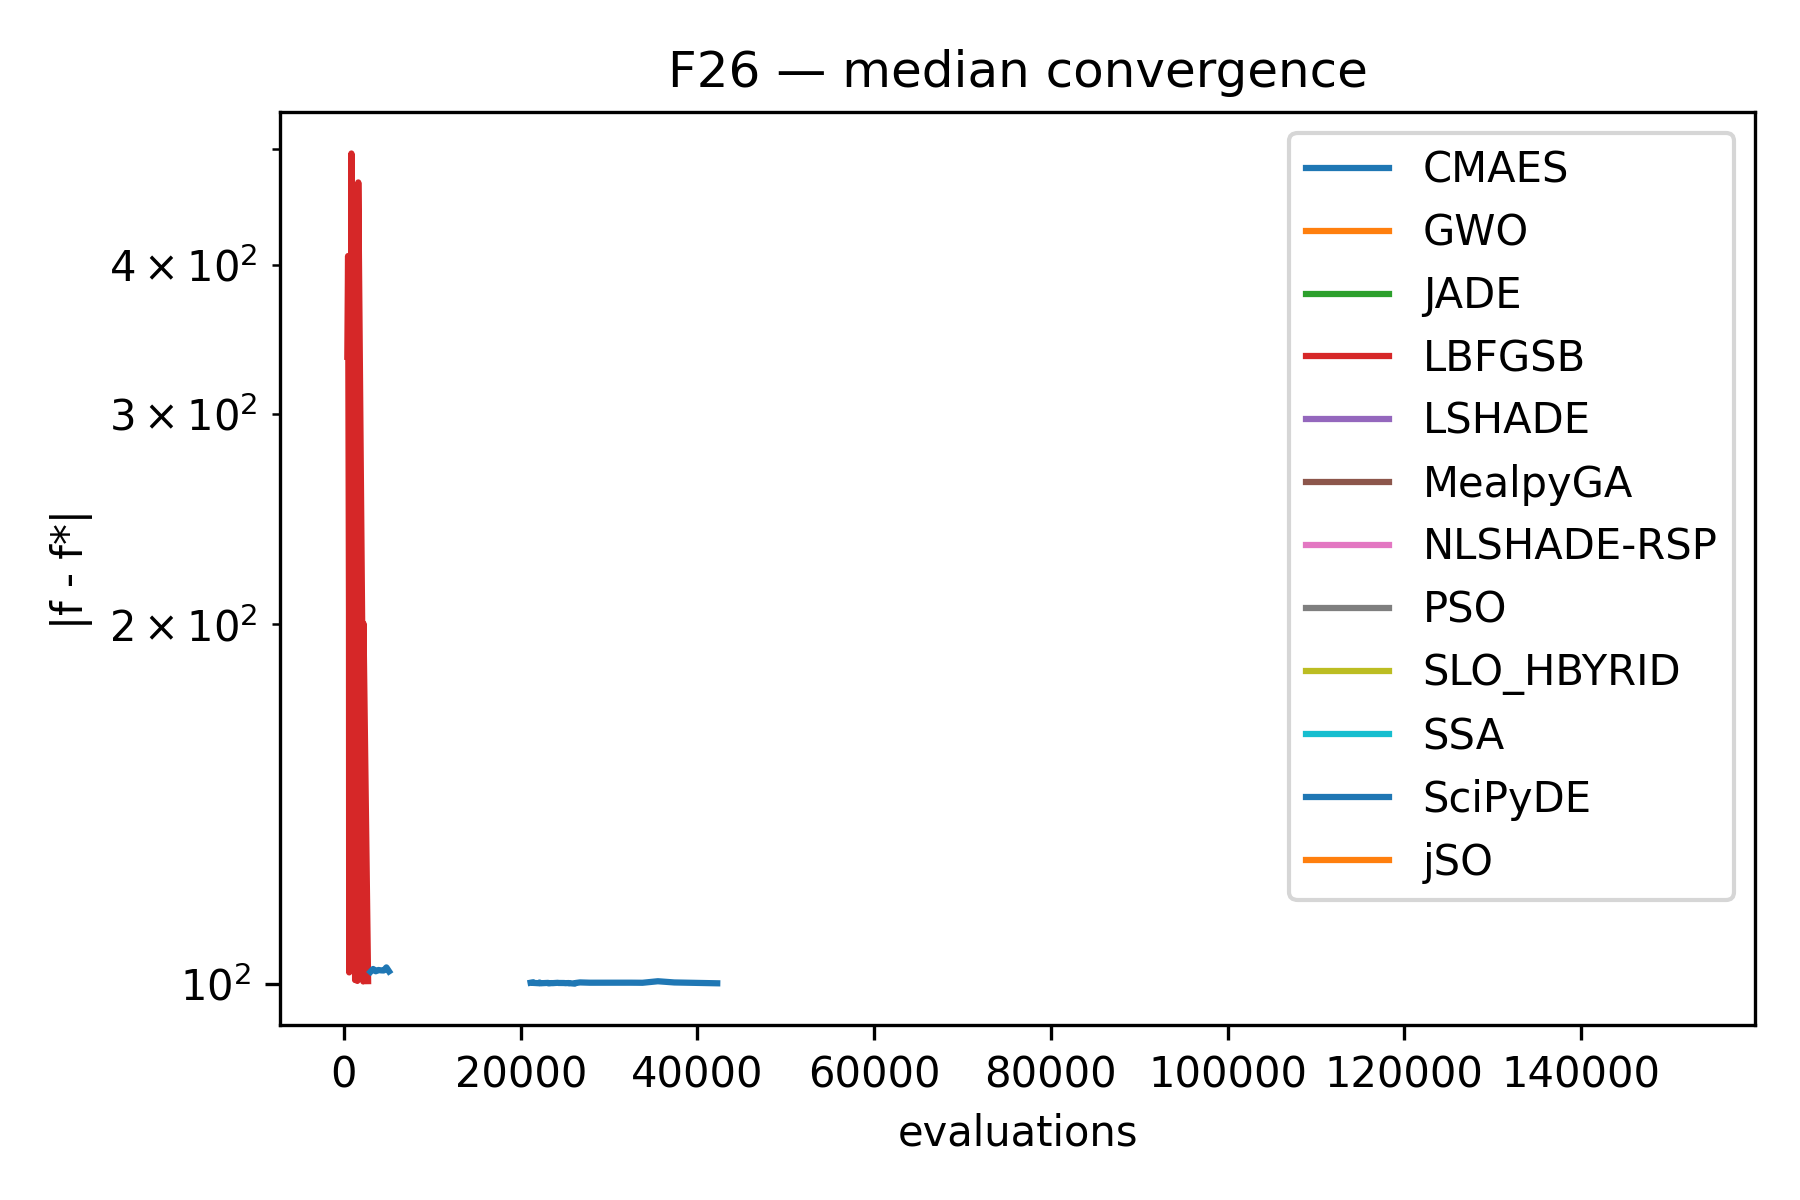 F26 — median convergence
|f - f*|
4 × 10²
3 × 10²
2 × 10²
10²
0 20000 40000 60000 80000 100000 120000 140000
evaluations
CMAES
GWO
JADE
LBFGSB
LSHADE
MealpyGA
NLSHADE-RSP
PSO
SLO_HBYRID
SSA
SciPyDE
jSO